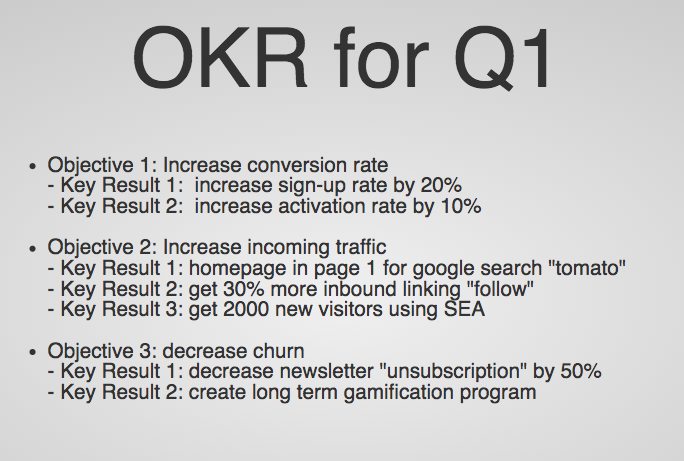 OKR for Q1
• Objective 1: Increase conversion rate
- Key Result 1:  increase sign-up rate by 20%
- Key Result 2:  increase activation rate by 10%
• Objective 2: Increase incoming traffic
- Key Result 1: homepage in page 1 for google search "tomato"
- Key Result 2: get 30% more inbound linking "follow"
- Key Result 3: get 2000 new visitors using SEA
• Objective 3: decrease churn
- Key Result 1: decrease newsletter "unsubscription" by 50%
- Key Result 2: create long term gamification program